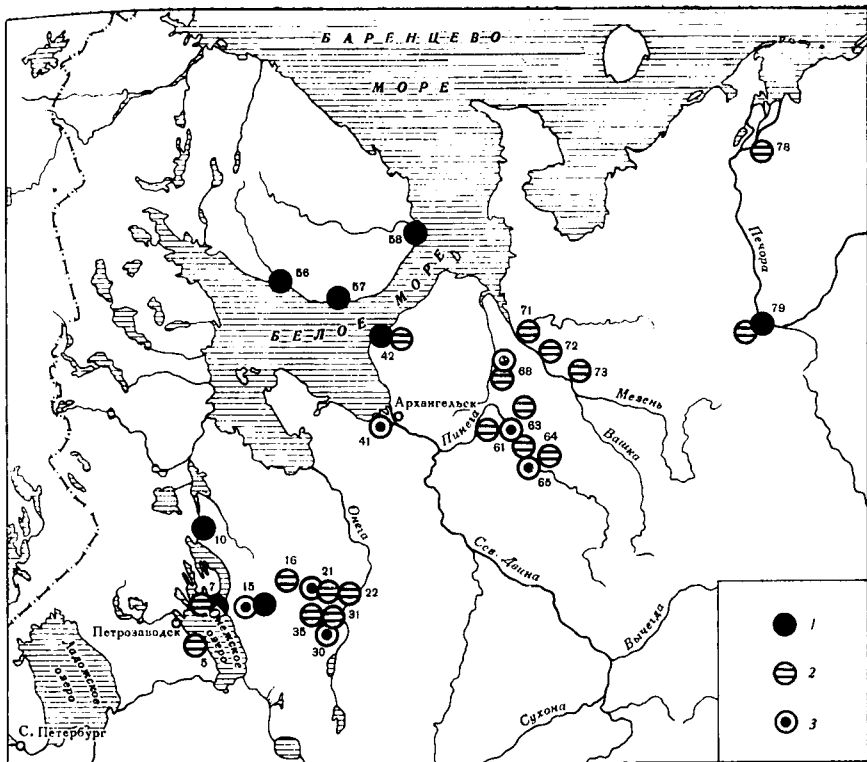 БАРЕНЦЕВО
МОРЕ
78
Печора
58
56
57
БЕЛОЕ МОРЕ
79
71
42
72
68
73
Архангельск
Мезень
41
Пинега
63
61
64
Вашка
65
Онега
10
Сев. Двина
16
21
7
15
22
Петрозаводск
35
31
Онежское
озеро
30
5
Вычегда
Ладожское
озеро
Сухона
С. Петербург
1
2
3